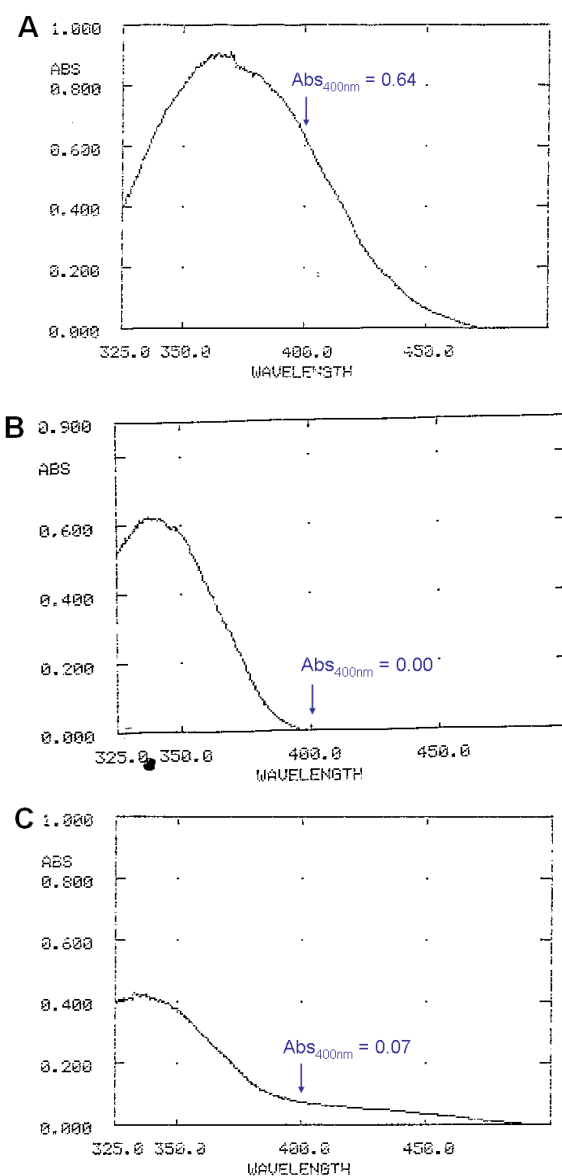 A
1.000
ABS
0.800
Abs400nm = 0.64
0.600
0.400
0.200
0.000
325.0 350.0 400.0 450.0
WAVELENGTH
B
0.900
ABS
0.600
0.400
0.200
Abs400nm = 0.00
0.000
325.0 350.0 400.0 450.0
WAVELENGTH
C
1.000
ABS
0.800
0.600
0.400
0.200
Abs400nm = 0.07
0.000
325.0 350.0 400.0 450.0
WAVELENGTH